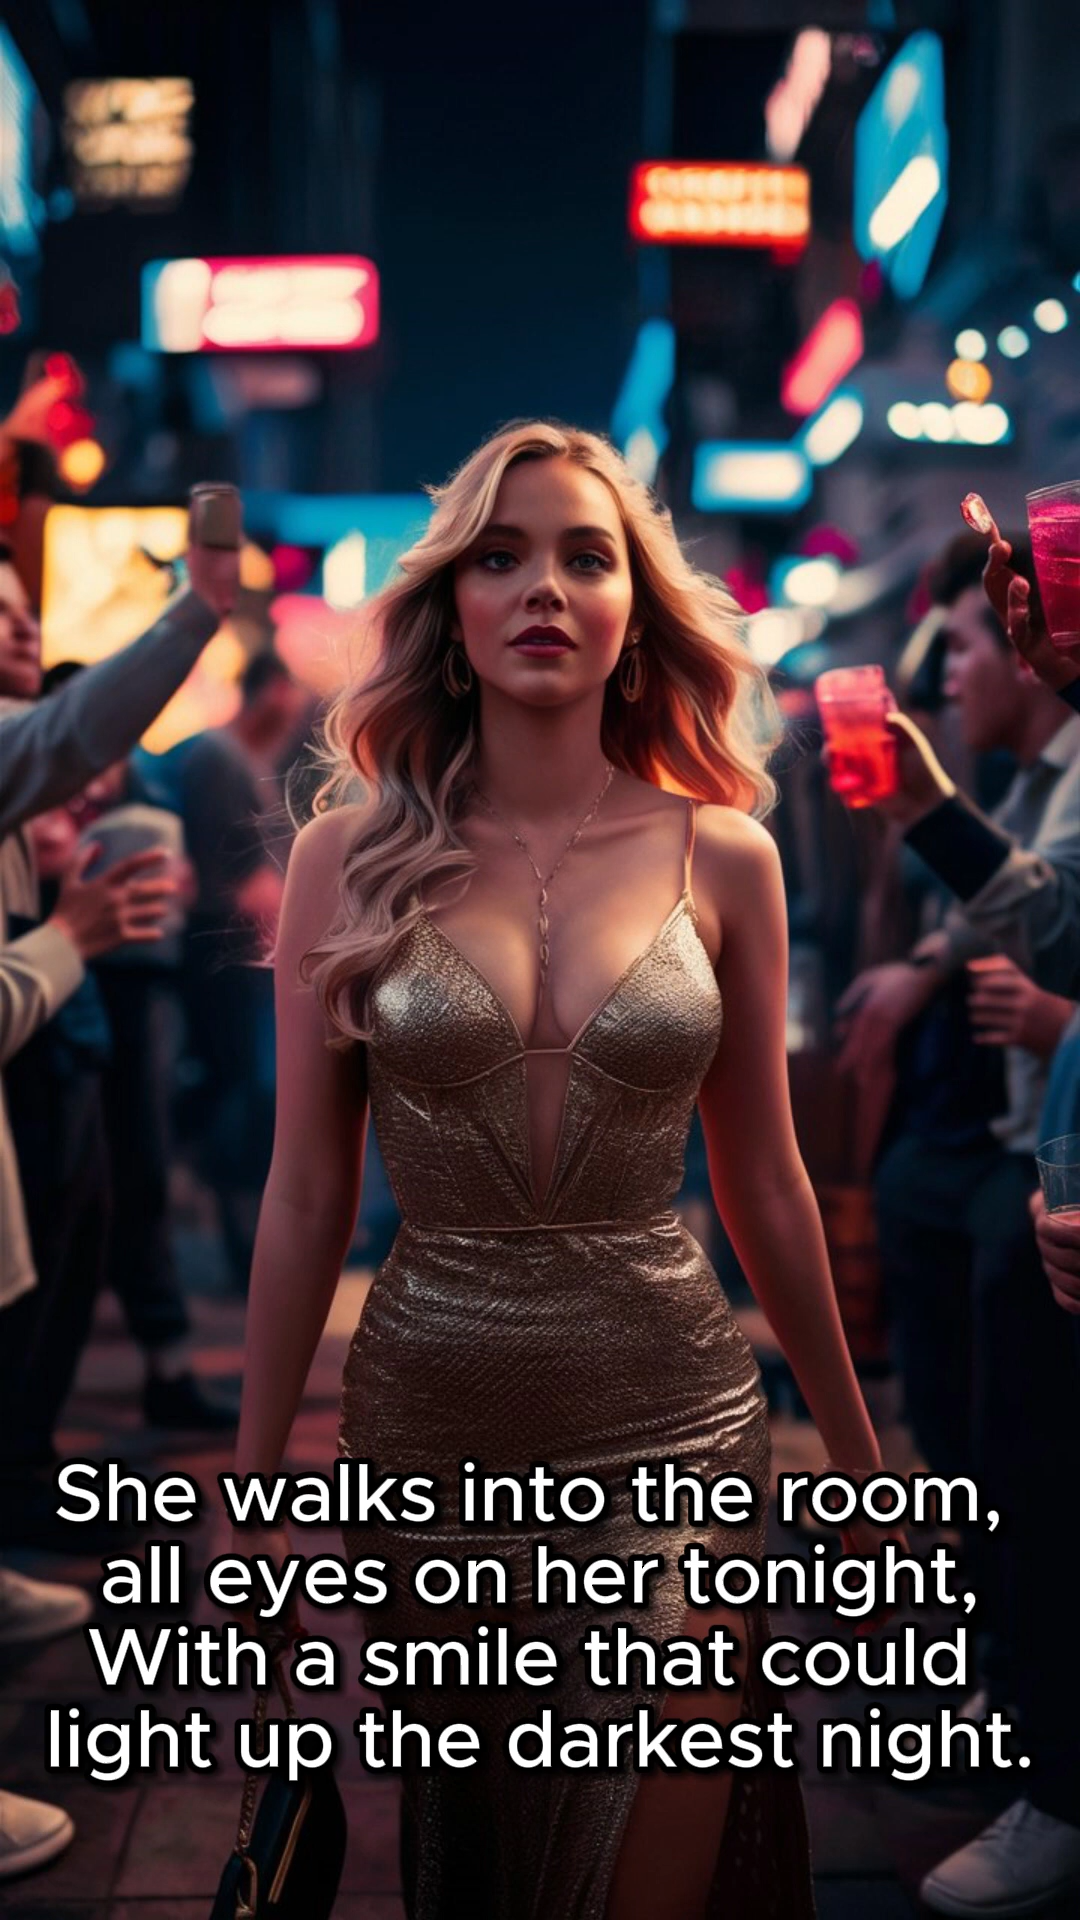 She walks into the room,
all eyes on her tonight,
With a smile that could
light up the darkest night.